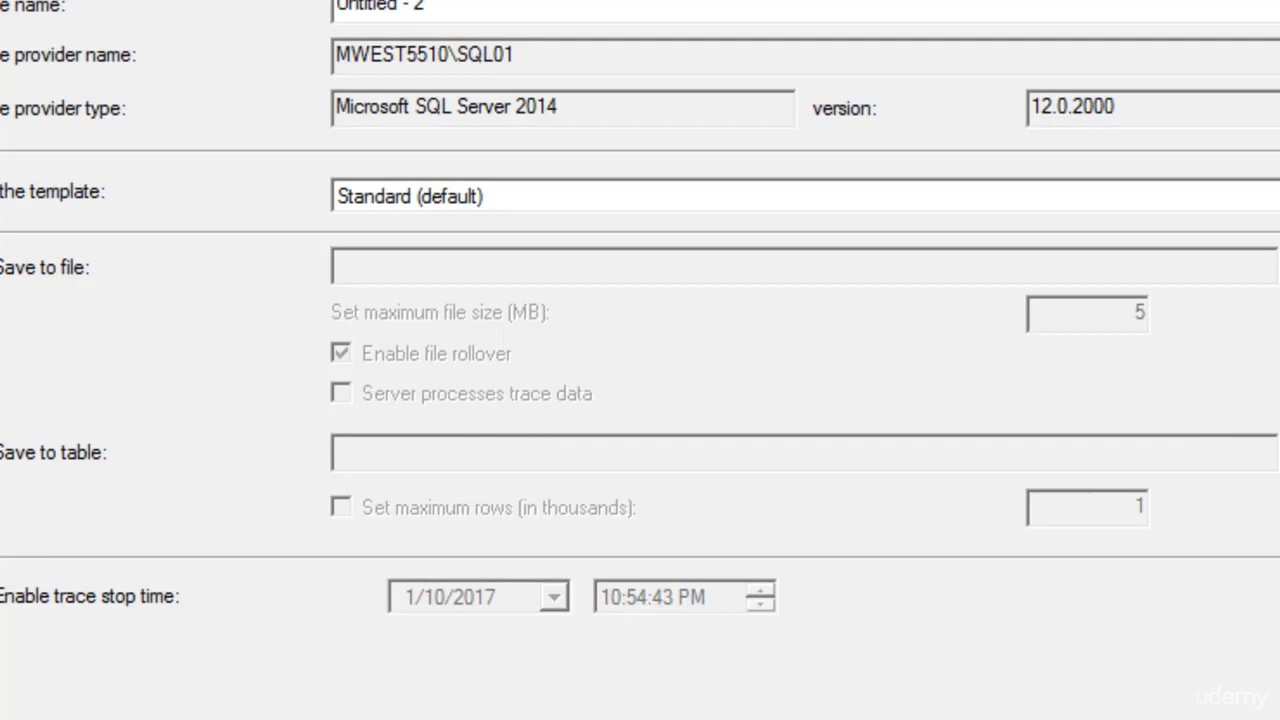 e name: Untitled - 2
e provider name: MWEST5510\SQL01
e provider type: Microsoft SQL Server 2014 version: 12.0.2000
the template: Standard (default)
Save to file:
Set maximum file size (MB): 5
Enable file rollover
Server processes trace data
Save to table:
Set maximum rows (in thousands): 1
Enable trace stop time: 1/10/2017 10:54:43 PM
udemy